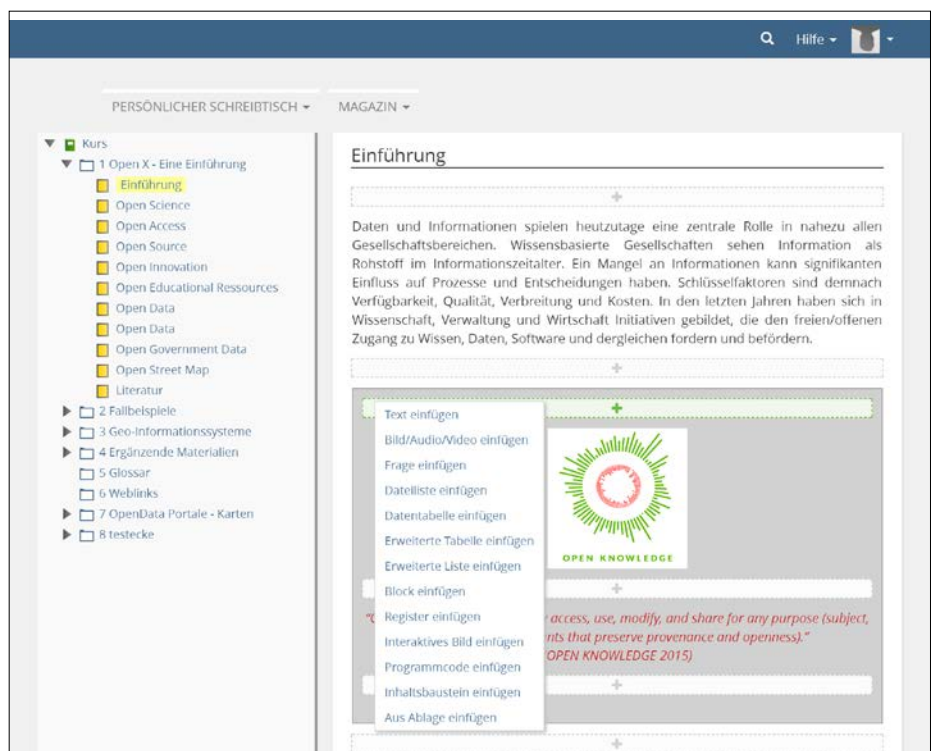 Hilfe
PERSÖNLICHER SCHREIBTISCH
MAGAZIN
Kurs
1 Open X - Eine Einführung
Einführung
Open Science
Open Access
Open Source
Open Innovation
Open Educational Ressources
Open Data
Open Data
Open Government Data
Open Street Map
Literatur
2 Fallbeispiele
3 Geo-Informationssysteme
4 Ergänzende Materialien
5 Glossar
6 Weblinks
7 OpenData Portale - Karten
8 testecke
Einführung
Daten und Informationen spielen heutzutage eine zentrale Rolle in nahezu allen
Gesellschaftsbereichen. Wissensbasierte Gesellschaften sehen Information als
Rohstoff im Informationszeitalter. Ein Mangel an Informationen kann signifikanten
Einfluss auf Prozesse und Entscheidungen haben. Schlüsselfaktoren sind demnach
Verfügbarkeit, Qualität, Verbreitung und Kosten. In den letzten Jahren haben sich in
Wissenschaft, Verwaltung und Wirtschaft Initiativen gebildet, die den freien/offenen
Zugang zu Wissen, Daten, Software und dergleichen fordern und befördern.
Text einfügen
Bild/Audio/Video einfügen
Frage einfügen
Dateiliste einfügen
Datentabelle einfügen
Erweiterte Tabelle einfügen
Erweiterte Liste einfügen
Block einfügen
Register einfügen
Interaktives Bild einfügen
Programmcode einfügen
Inhaltsbaustein einfügen
Aus Ablage einfügen
OPEN KNOWLEDGE
access, use, modify, and share for any purpose (subject,
that preserve provenance and openness)."
OPEN KNOWLEDGE 2015)